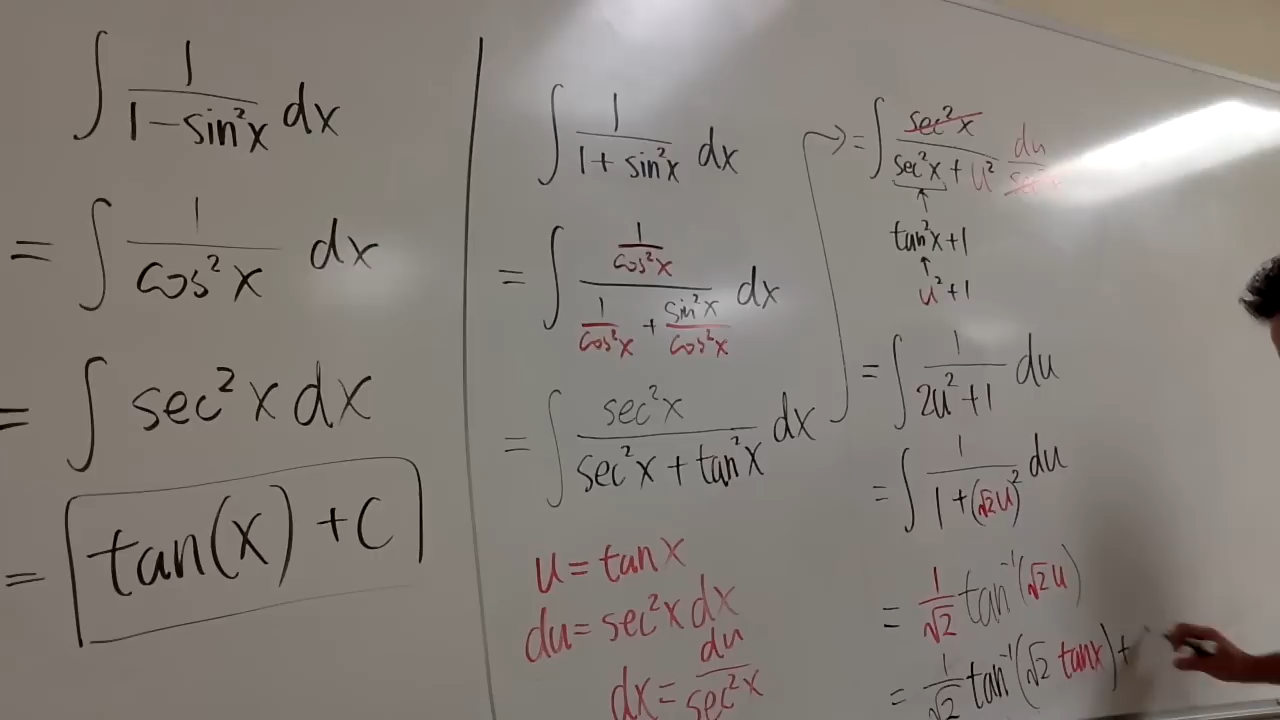 ∫ 1/(1-sin²x) dx
= ∫ 1/cos²x dx
= ∫ sec²x dx
= tan(x) + C
∫ 1/(1+sin²x) dx
= ∫ (1/cos²x)/(1/cos²x + sin²x/cos²x) dx
= ∫ sec²x/(sec²x + tan²x) dx
u = tanx
du = sec²x dx
dx = du/sec²x
= ∫ sec²x/(sec²x + u²) du/sec²x
tan²x+1
u²+1
= ∫ 1/(2u²+1) du
= ∫ 1/(1+(√2u)²) du
= 1/√2 tan⁻¹(√2u)
= 1/√2 tan⁻¹(√2 tanx) +